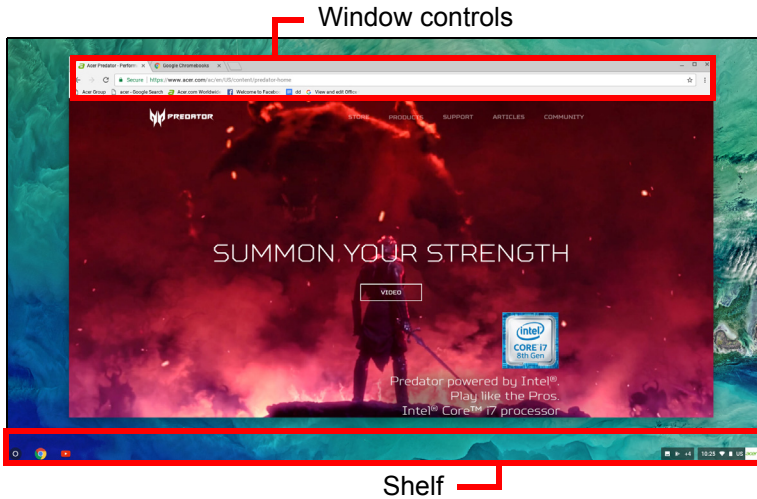 Window controls
Acer Predator - Perform
Google Chromebooks
Secure | https://www.acer.com/ac/en/US/content/predator-home
Acer Group acer - Google Search Acer.com Worldwide Welcome to Facebo dd View and edit Office
PREDATOR
STORE PRODUCTS SUPPORT ARTICLES COMMUNITY
SUMMON YOUR STRENGTH
VIDEO
intel
CORE i7
8th Gen
Predator powered by Intel®.
Play like the Pros.
Intel® Core™ i7 processor
+4 10:25 US
Shelf